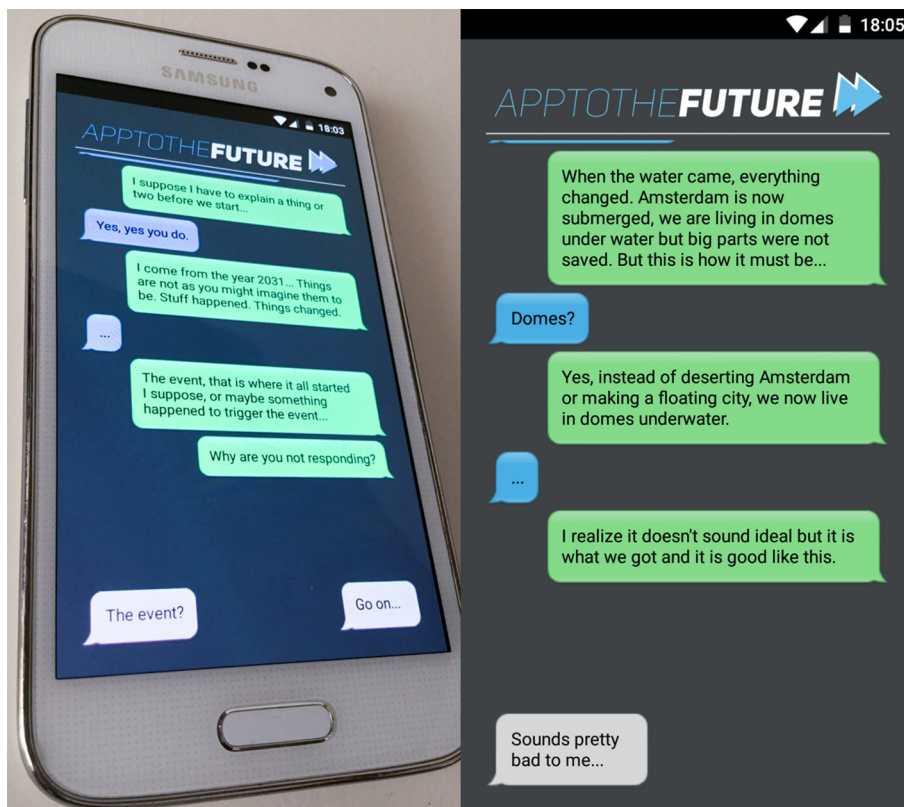 SAMSUNG
18:03
APPTOTHEFUTURE
I suppose I have to explain a thing or
two before we start...
Yes, yes you do.
I come from the year 2031... Things
are not as you might imagine them to
be. Stuff happened. Things changed.
...
The event, that is where it all started
I suppose, or maybe something
happened to trigger the event...
Why are you not responding?
The event?
Go on...
18:05
APPTOTHEFUTURE
When the water came, everything
changed. Amsterdam is now
submerged, we are living in domes
under water but big parts were not
saved. But this is how it must be...
Domes?
Yes, instead of deserting Amsterdam
or making a floating city, we now live
in domes underwater.
...
I realize it doesn't sound ideal but it is
what we got and it is good like this.
Sounds pretty
bad to me...